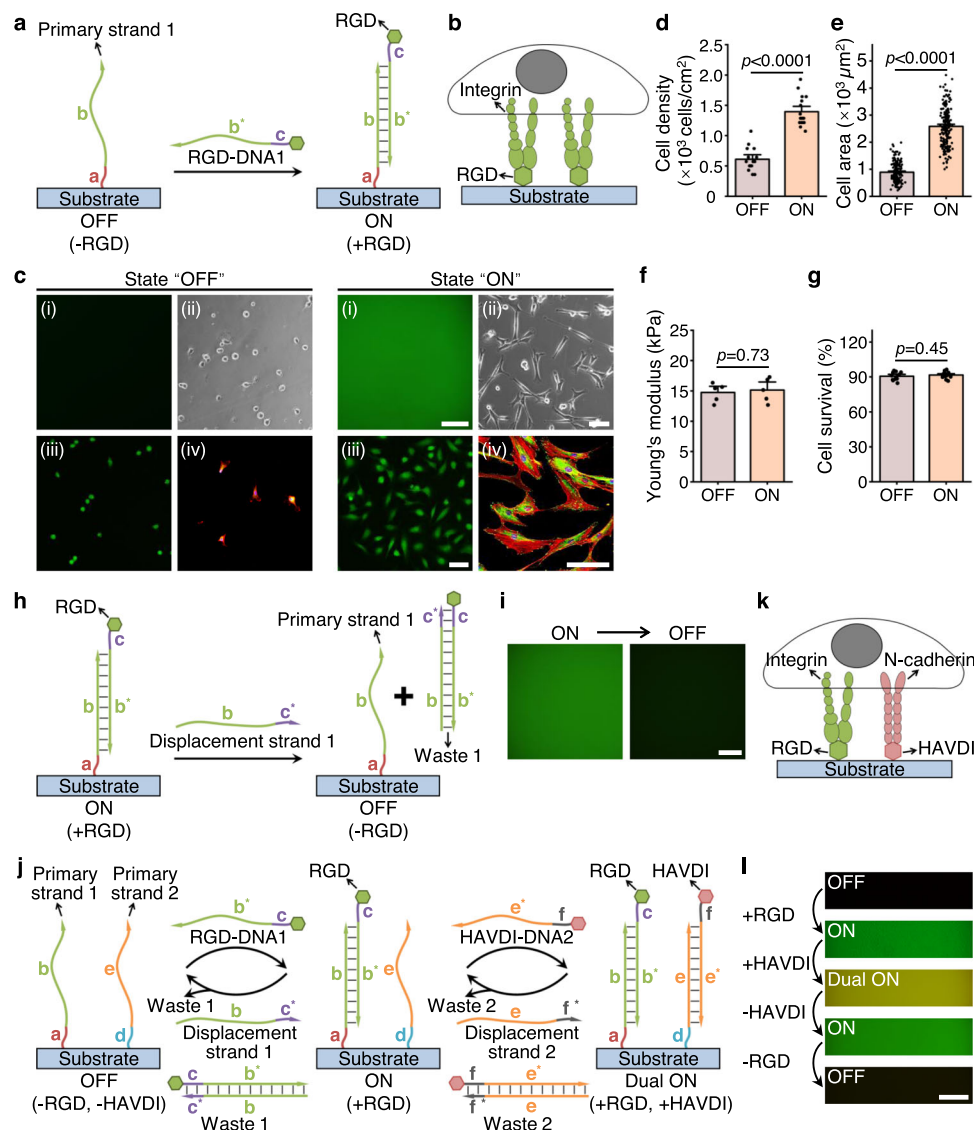 a
Primary strand 1
b
b*
c
RGD-DNA1
a
Substrate
OFF
(-RGD)
RGD
c
b
b*
a
Substrate
ON
(+RGD)
b
Integrin
RGD
Substrate
d
Cell density
(×10³ cells/cm²)
2.5
2.0
1.5
1.0
0.5
0
p<0.0001
OFF
ON
e
Cell area (×10³ μm²)
6
5
4
3
2
1
0
p<0.0001
OFF
ON
c
State "OFF"
State "ON"
(i)
(ii)
(i)
(ii)
(iii)
(iv)
(iii)
(iv)
f
Young's modulus (kPa)
25
20
15
10
5
0
p=0.73
OFF
ON
g
Cell survival (%)
120
90
60
30
0
p=0.45
OFF
ON
h
RGD
c
b
b*
a
Substrate
ON
(+RGD)
b
c*
Displacement strand 1
Primary strand 1
b
a
Substrate
OFF
(-RGD)
+
c*
c
b
b*
Waste 1
i
ON
OFF
k
Integrin
N-cadherin
RGD
HAVDI
Substrate
j
Primary
strand 1
Primary
strand 2
b
e
a
d
Substrate
OFF
(-RGD, -HAVDI)
b*
c
RGD-DNA1
Waste 1
b
c*
Displacement
strand 1
c
b*
c*
b
Waste 1
RGD
c
b
b*
e
a
d
Substrate
ON
(+RGD)
e*
f
HAVDI-DNA2
Waste 2
e
f*
Displacement
strand 2
f
e*
f*
e
Waste 2
RGD
HAVDI
c
f
b
b*
e
e*
a
d
Substrate
Dual ON
(+RGD, +HAVDI)
l
OFF
+RGD
ON
+HAVDI
Dual ON
-HAVDI
ON
-RGD
OFF